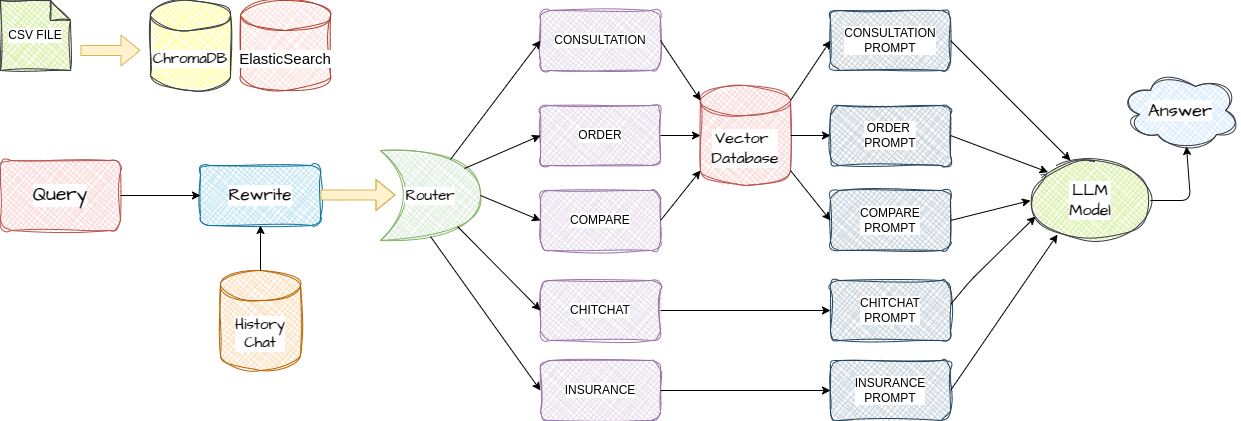 CSV FILE
ChromaDB
ElasticSearch
Query
Rewrite
History
Chat
Router
CONSULTATION
ORDER
COMPARE
CHITCHAT
INSURANCE
Vector
Database
CONSULTATION
PROMPT
ORDER
PROMPT
COMPARE
PROMPT
CHITCHAT
PROMPT
INSURANCE
PROMPT
LLM
Model
Answer